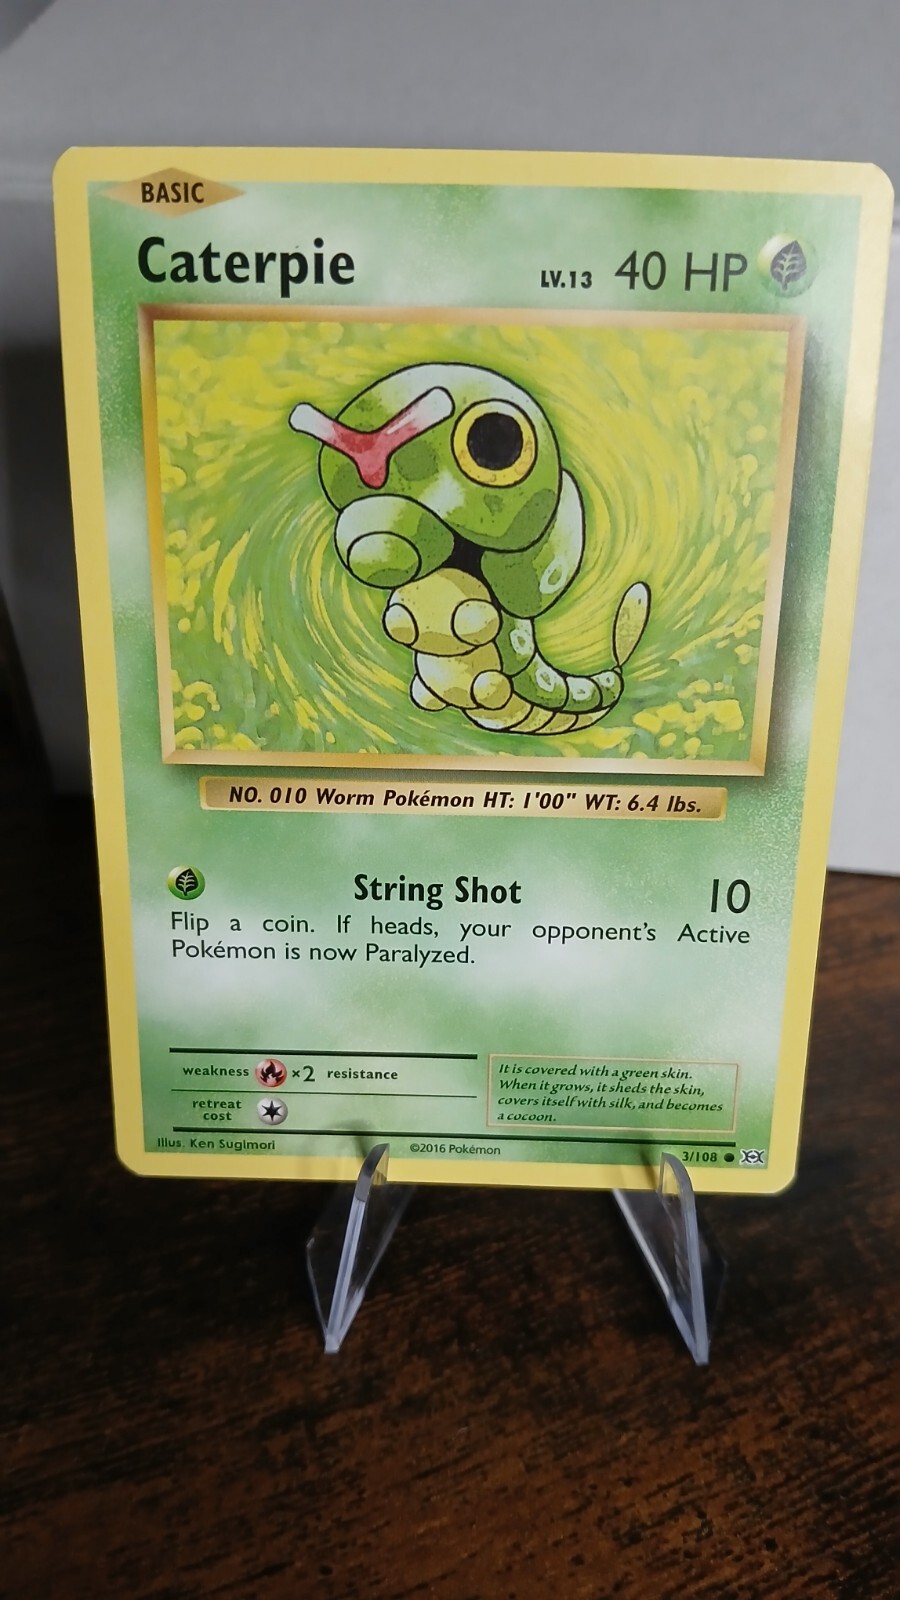 BASIC
Caterpie LV.13 40 HP
NO. 010 Worm Pokémon HT: 1'00" WT: 6.4 lbs.
String Shot 10
Flip a coin. If heads, your opponent's Active
Pokémon is now Paralyzed.
weakness ×2 resistance
retreat
cost
It is covered with a green skin.
When it grows, it sheds the skin,
covers itself with silk, and becomes
a cocoon.
Illus. Ken Sugimori ©2016 Pokémon 3/108